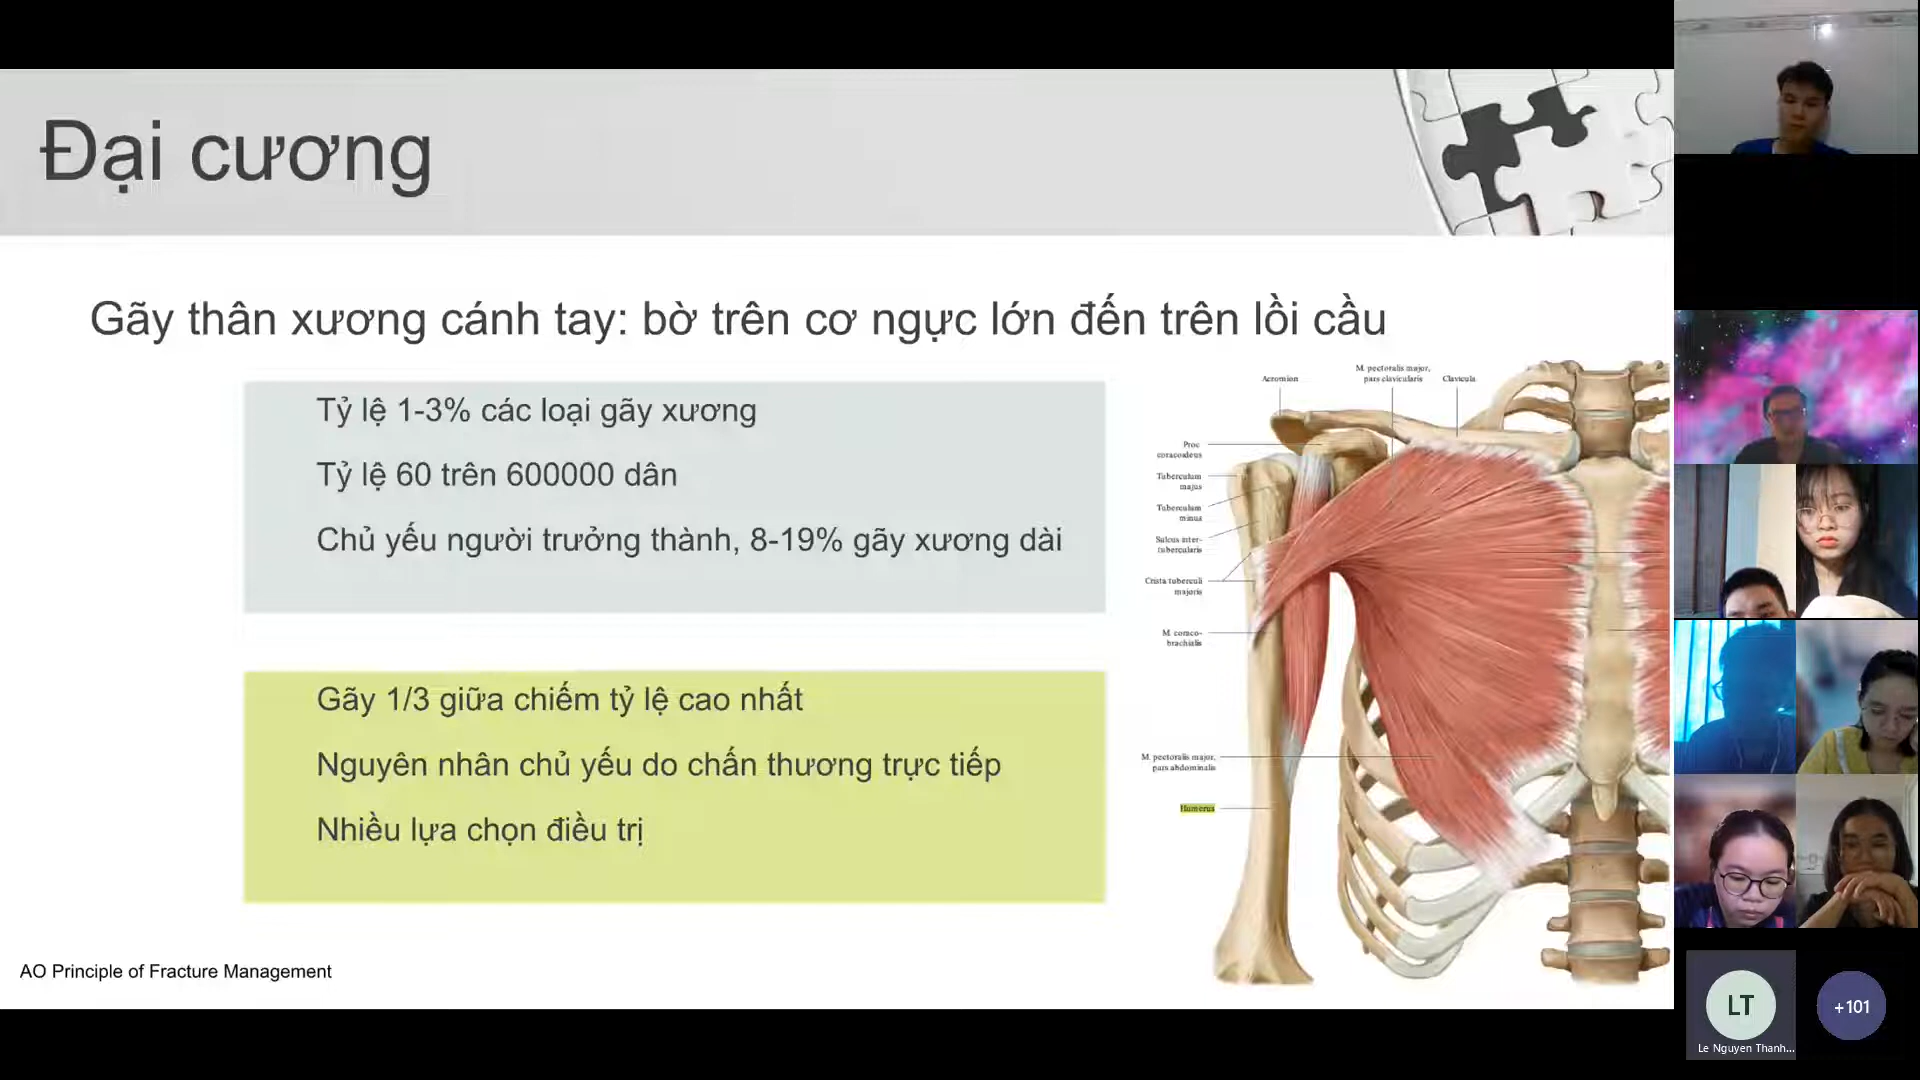 Đại cương
Gãy thân xương cánh tay: bờ trên cơ ngực lớn đến trên lồi cầu
Tỷ lệ 1-3% các loại gãy xương
Tỷ lệ 60 trên 600000 dân
Chủ yếu người trưởng thành, 8-19% gãy xương dài
Gãy 1/3 giữa chiếm tỷ lệ cao nhất
Nguyên nhân chủ yếu do chấn thương trực tiếp
Nhiều lựa chọn điều trị
Acromion
M. pectoralis major,
pars clavicularis
Clavicula
Proc.
coracoideus
Tuberculum
majus
Tuberculum
minus
Sulcus inter-
tubercularis
Crista tuberculi
majoris
M. coraco-
brachialis
M. pectoralis major,
pars abdominalis
Humerus
AO Principle of Fracture Management
LT
Le Nguyen Thanh...
+101